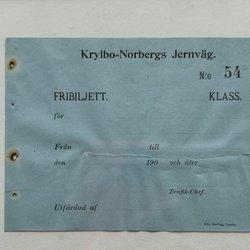 Krylbo-Norbergs Jernväg.
N:o 54
FRIBILJETT. KLASS.
för
Från till
den 190 och åter
Trafik-Chef.
Utfärdad af